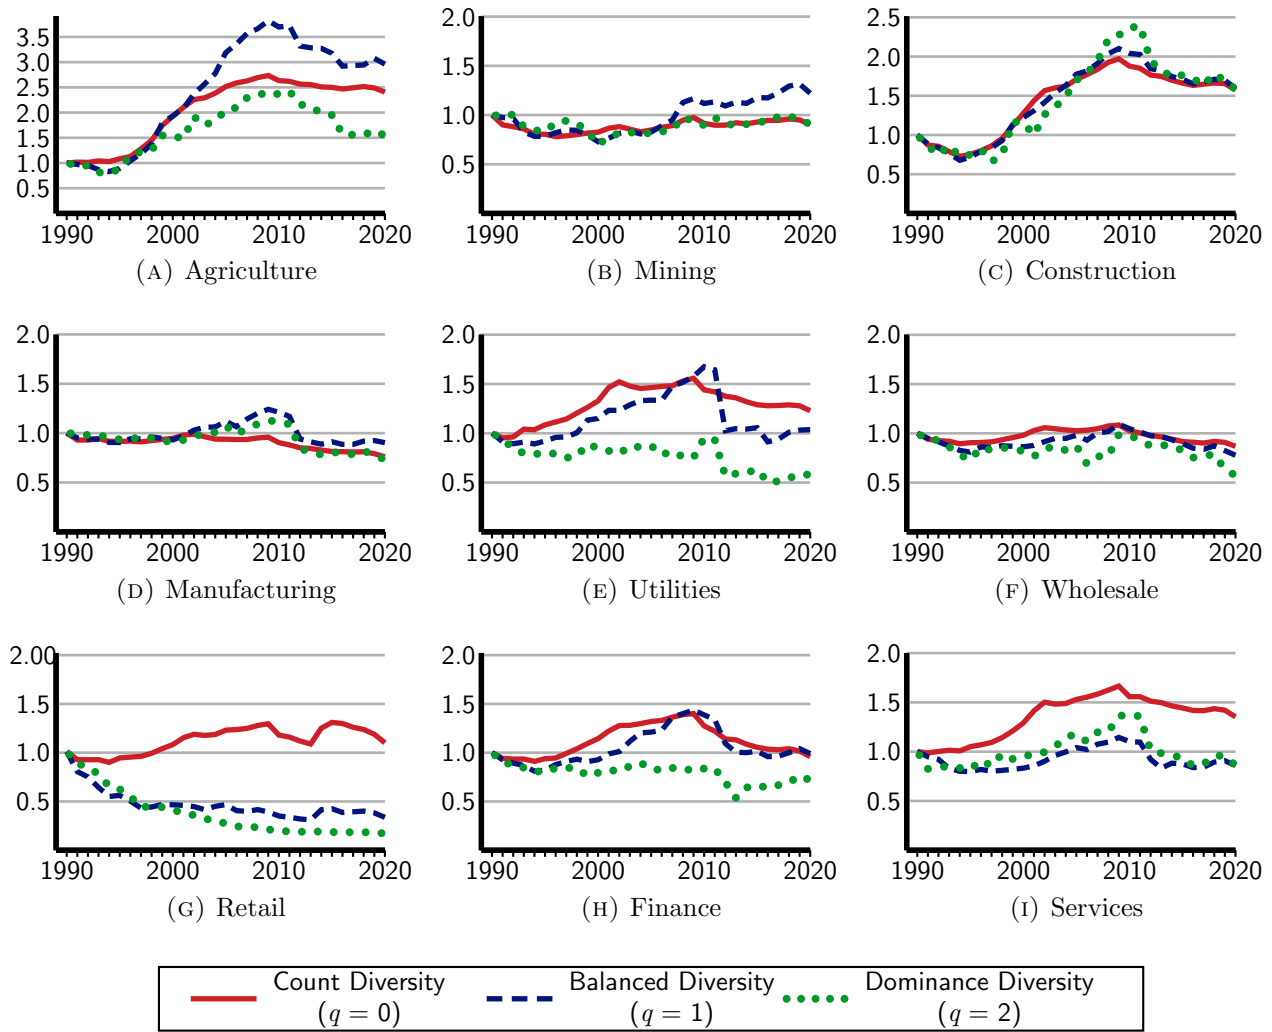 3.5
3.0
2.5
2.0
1.5
1.0
0.5
1990 2000 2010 2020
(A) Agriculture
2.0
1.5
1.0
0.5
1990 2000 2010 2020
(B) Mining
2.5
2.0
1.5
1.0
0.5
1990 2000 2010 2020
(C) Construction
2.0
1.5
1.0
0.5
1990 2000 2010 2020
(D) Manufacturing
2.0
1.5
1.0
0.5
1990 2000 2010 2020
(E) Utilities
2.0
1.5
1.0
0.5
1990 2000 2010 2020
(F) Wholesale
2.00
1.5
1.0
0.5
1990 2000 2010 2020
(G) Retail
2.0
1.5
1.0
0.5
1990 2000 2010 2020
(H) Finance
2.0
1.5
1.0
0.5
1990 2000 2010 2020
(I) Services
Count Diversity
(q = 0)
Balanced Diversity
(q = 1)
Dominance Diversity
(q = 2)